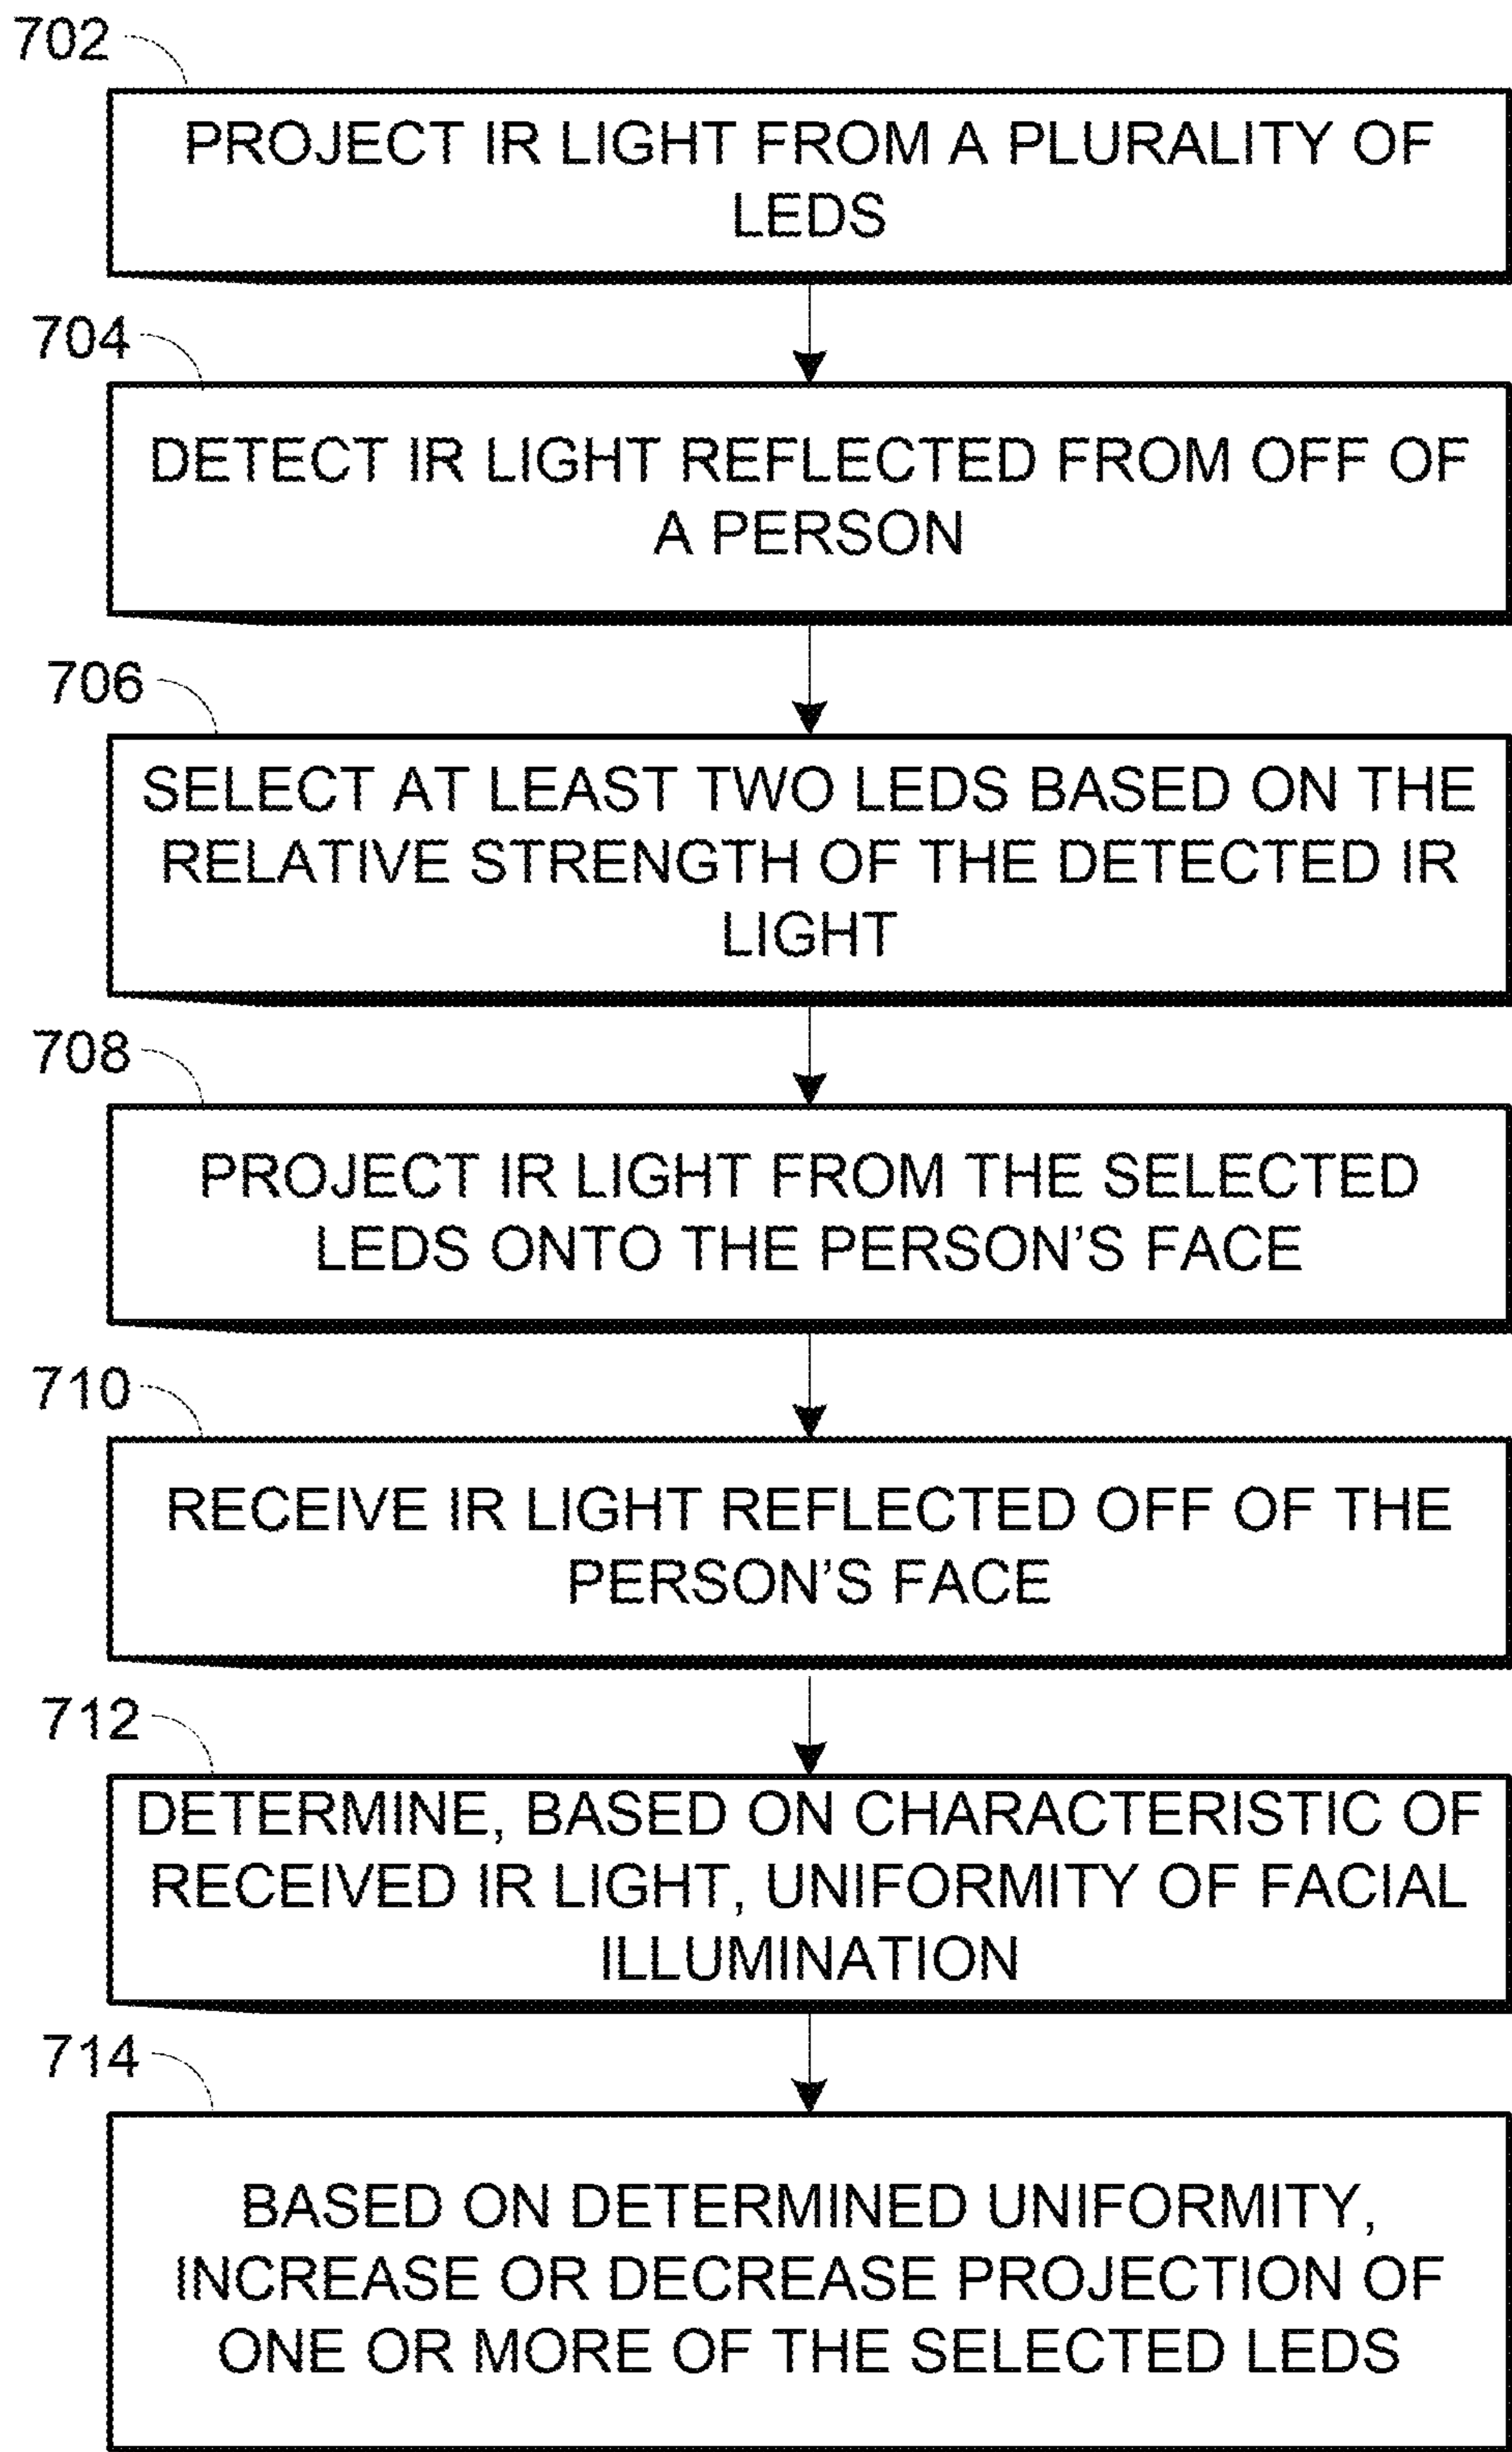 702
PROJECT IR LIGHT FROM A PLURALITY OF
LEDS
704
DETECT IR LIGHT REFLECTED FROM OFF OF
A PERSON
706
SELECT AT LEAST TWO LEDS BASED ON THE
RELATIVE STRENGTH OF THE DETECTED IR
LIGHT
708
PROJECT IR LIGHT FROM THE SELECTED
LEDS ONTO THE PERSON'S FACE
710
RECEIVE IR LIGHT REFLECTED OFF OF THE
PERSON'S FACE
712
DETERMINE, BASED ON CHARACTERISTIC OF
RECEIVED IR LIGHT, UNIFORMITY OF FACIAL
ILLUMINATION
714
BASED ON DETERMINED UNIFORMITY,
INCREASE OR DECREASE PROJECTION OF
ONE OR MORE OF THE SELECTED LEDS